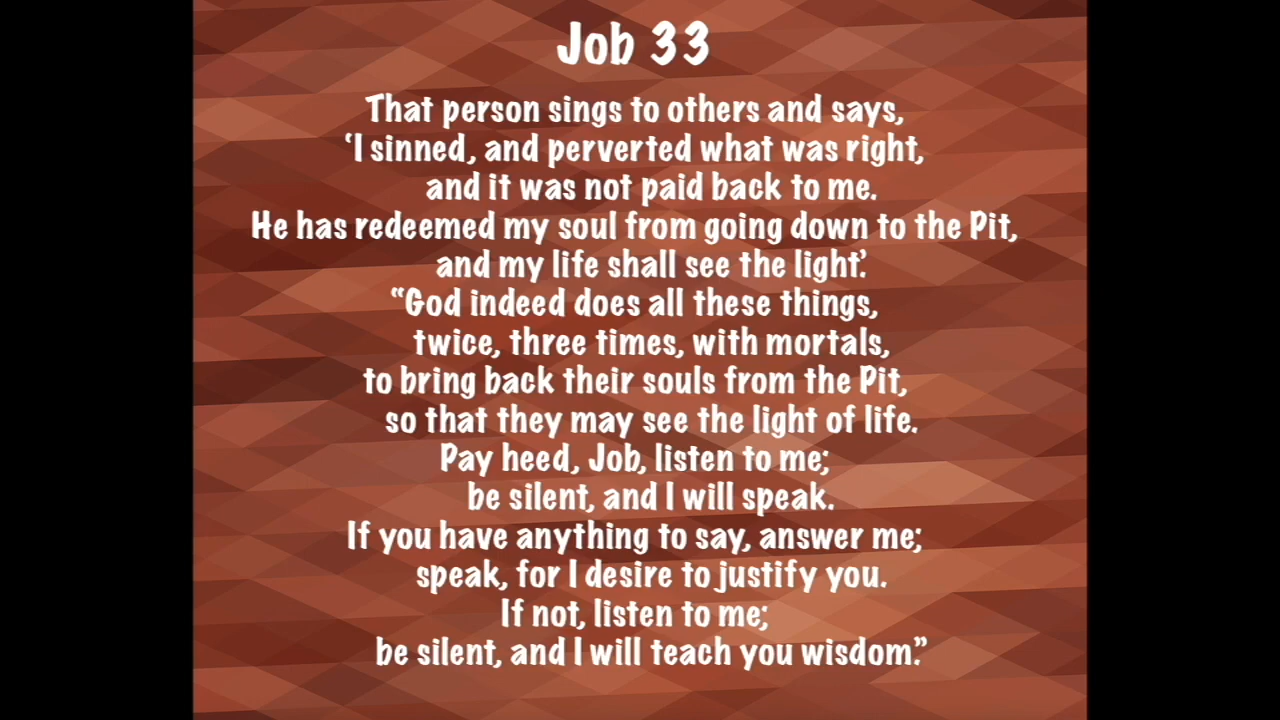 Job 33
That person sings to others and says,
‘I sinned, and perverted what was right,
and it was not paid back to me.
He has redeemed my soul from going down to the Pit,
and my life shall see the light.’
“God indeed does all these things,
twice, three times, with mortals,
to bring back their souls from the Pit,
so that they may see the light of life.
Pay heed, Job, listen to me;
be silent, and I will speak.
If you have anything to say, answer me;
speak, for I desire to justify you.
If not, listen to me;
be silent, and I will teach you wisdom.”